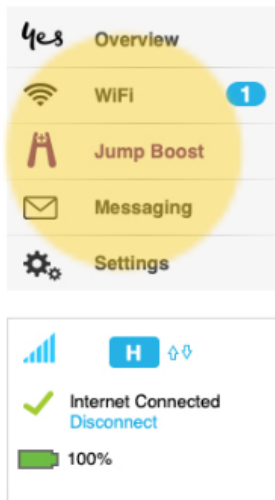 yes Overview
WiFi 1
Jump Boost
Messaging
Settings
H
Internet Connected
Disconnect
100%